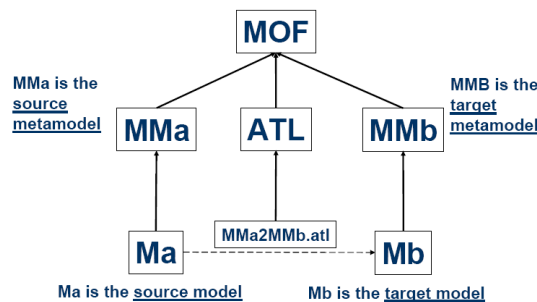 MOF
MMa is the
source
metamodel
MMB is the
target
metamodel
MMa
ATL
MMb
MMa2MMb.atl
Ma
Mb
Ma is the source model
Mb is the target model